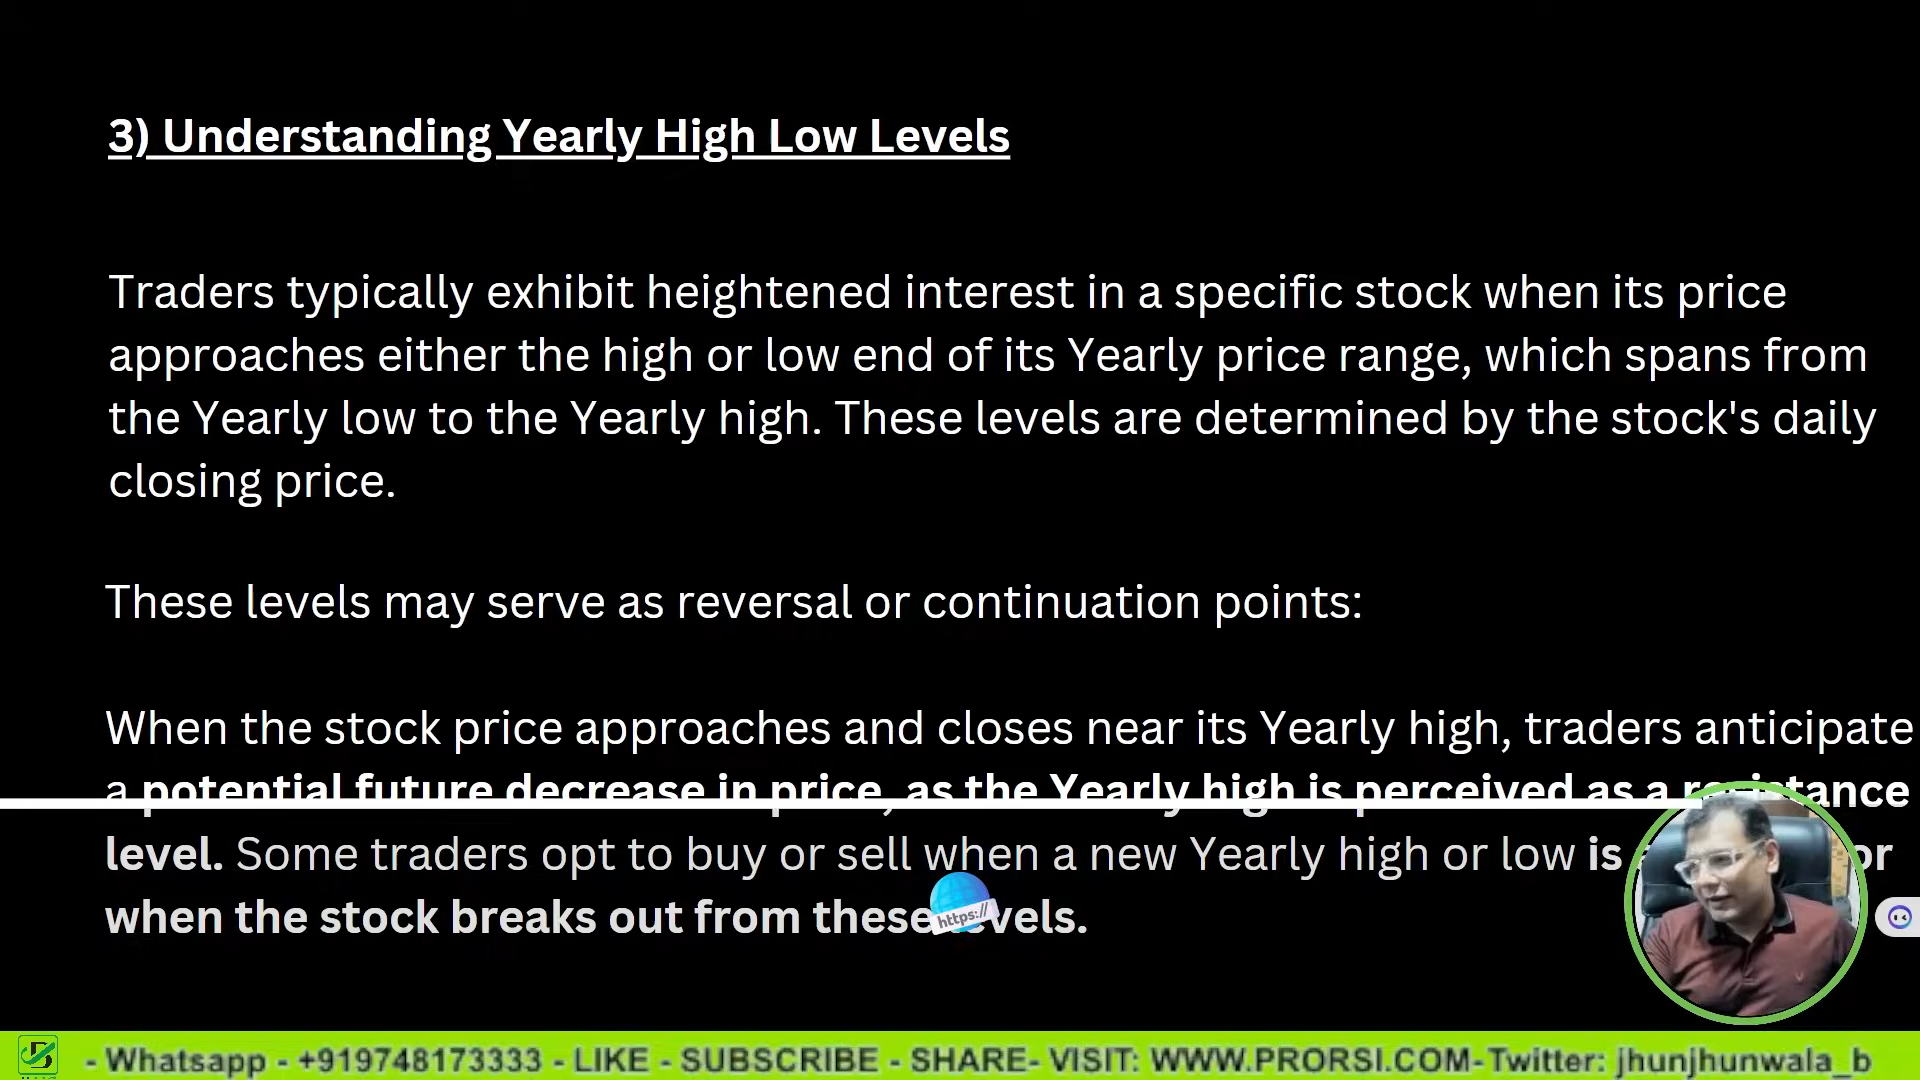 3) Understanding Yearly High Low Levels
Traders typically exhibit heightened interest in a specific stock when its price
approaches either the high or low end of its Yearly price range, which spans from
the Yearly low to the Yearly high. These levels are determined by the stock's daily
closing price.
These levels may serve as reversal or continuation points:
When the stock price approaches and closes near its Yearly high, traders anticipate
a potential future decrease in price, as the Yearly high is perceived as a resistance
level. Some traders opt to buy or sell when a new Yearly high or low is or
when the stock breaks out from these levels.
https://
- Whatsapp - +919748173333 - LIKE - SUBSCRIBE - SHARE- VISIT: WWW.PRORSI.COM-Twitter: jhunjhunwala_b